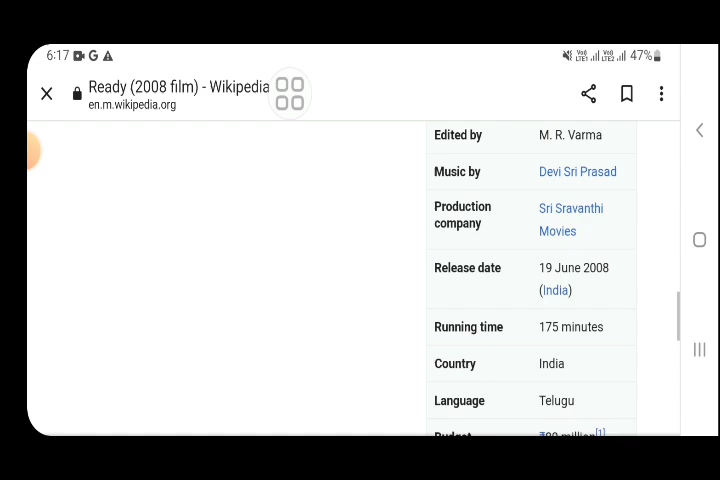 6:17 G 47%
Ready (2008 film) - Wikipedia
en.m.wikipedia.org
Edited by M. R. Varma
Music by Devi Sri Prasad
Production company Sri Sravanthi Movies
Release date 19 June 2008
(India)
Running time 175 minutes
Country India
Language Telugu